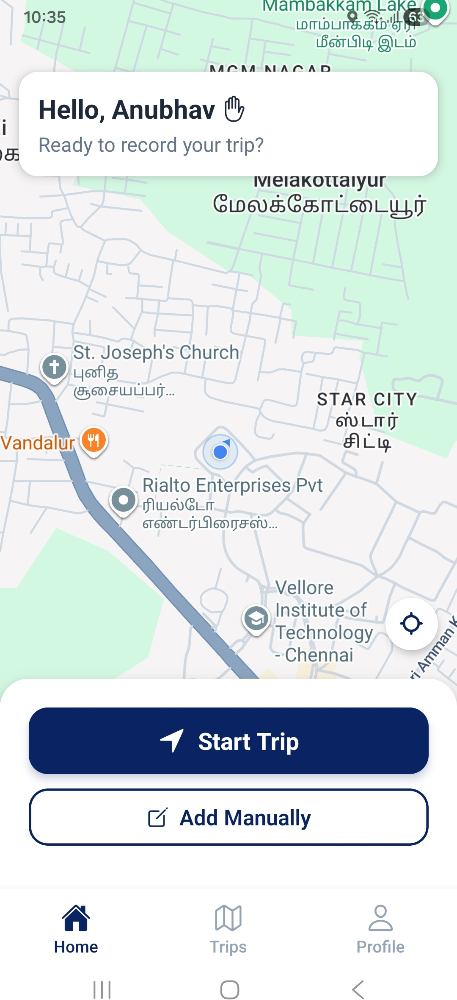 Mambakkam Lake
10:35
63
மாம்பாக்கம் ஏரி
மீன்பிடி இடம்
MGM NAGAR
Hello, Anubhav
Ready to record your trip?
Melakottaiyur
மேலக்கோட்டையூர்
St. Joseph's Church
புனித
சூசையப்பர்...
STAR CITY
ஸ்டார்
சிட்டி
Vandalur
Rialto Enterprises Pvt
ரியல்டோ
எண்டர்பிரைசஸ்...
Vellore
Institute of
Technology
- Chennai
ri Amman K
Start Trip
Add Manually
Home
Trips
Profile